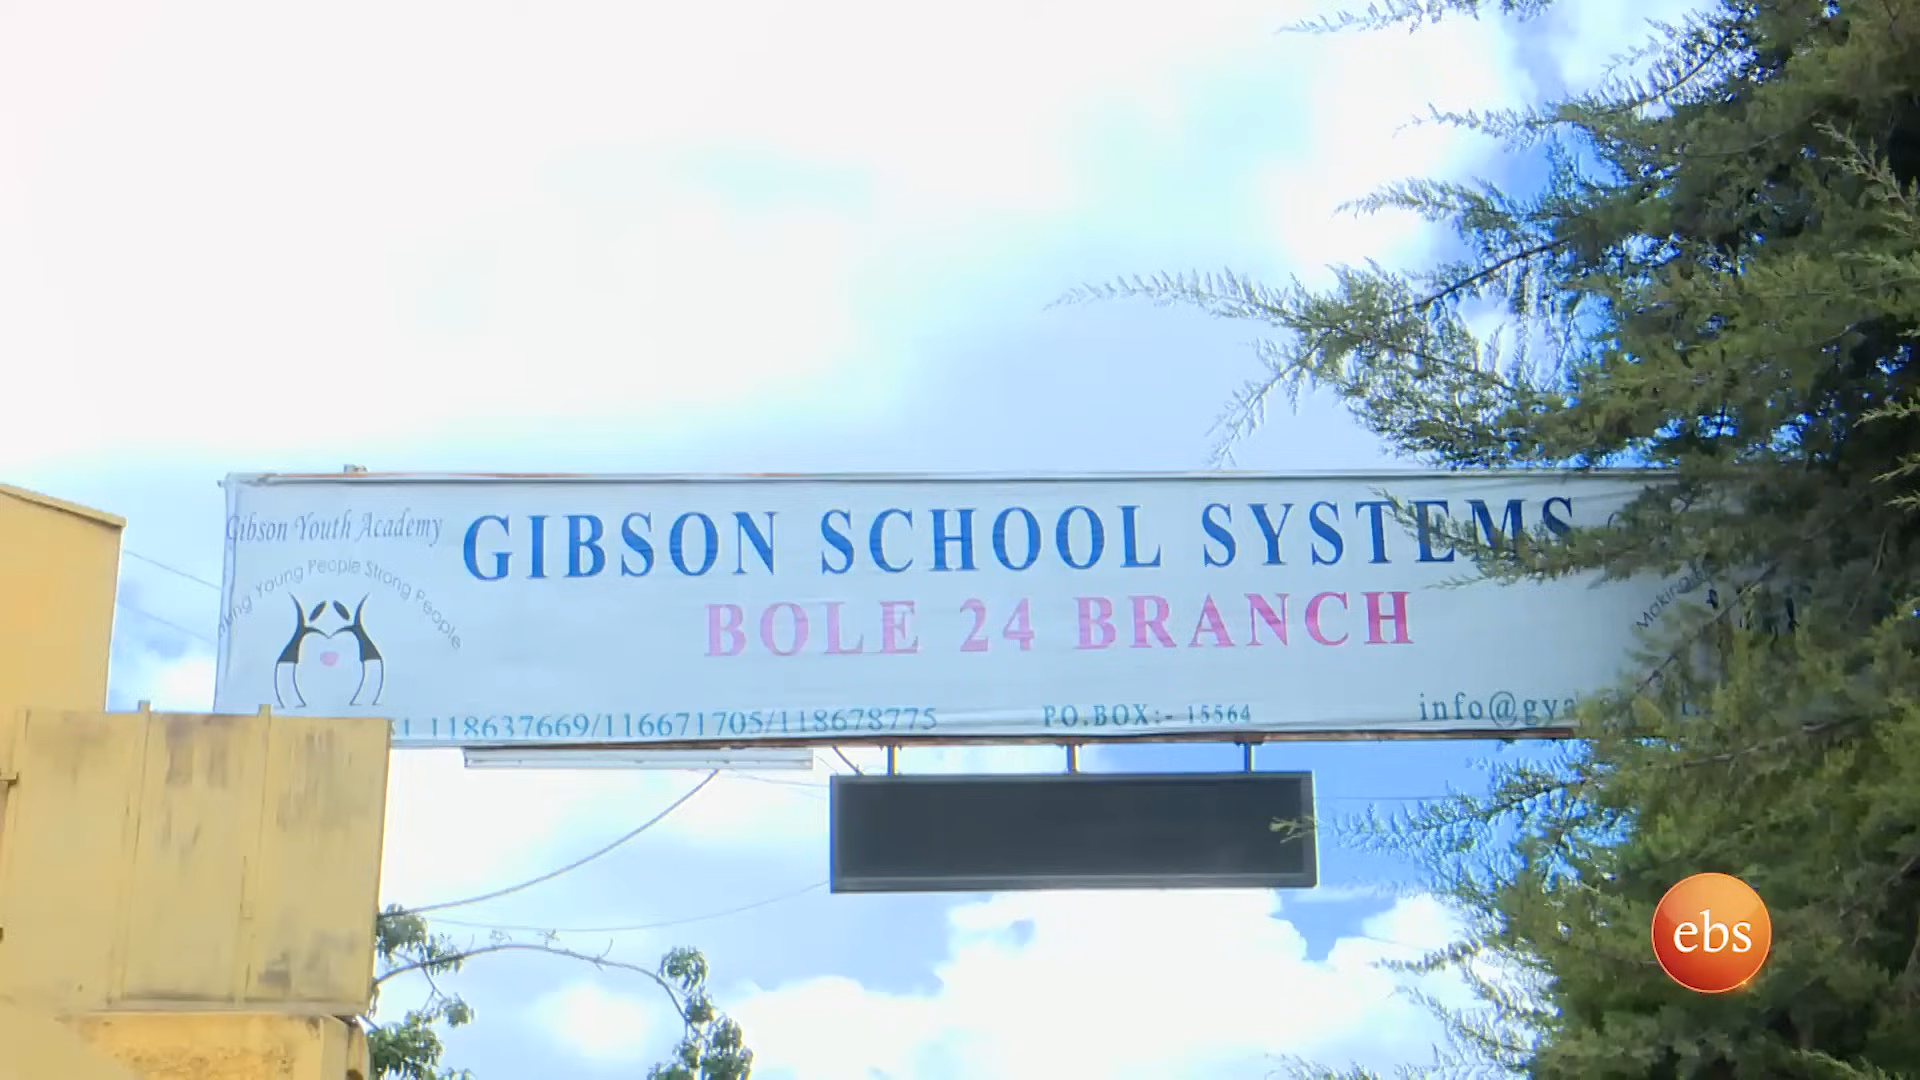 Gibson Youth Academy
Young People Strong People
GIBSON SCHOOL SYSTEMS
BOLE 24 BRANCH
118637669/116671705/118678775
P.O.BOX:- 15564
Making
ebs